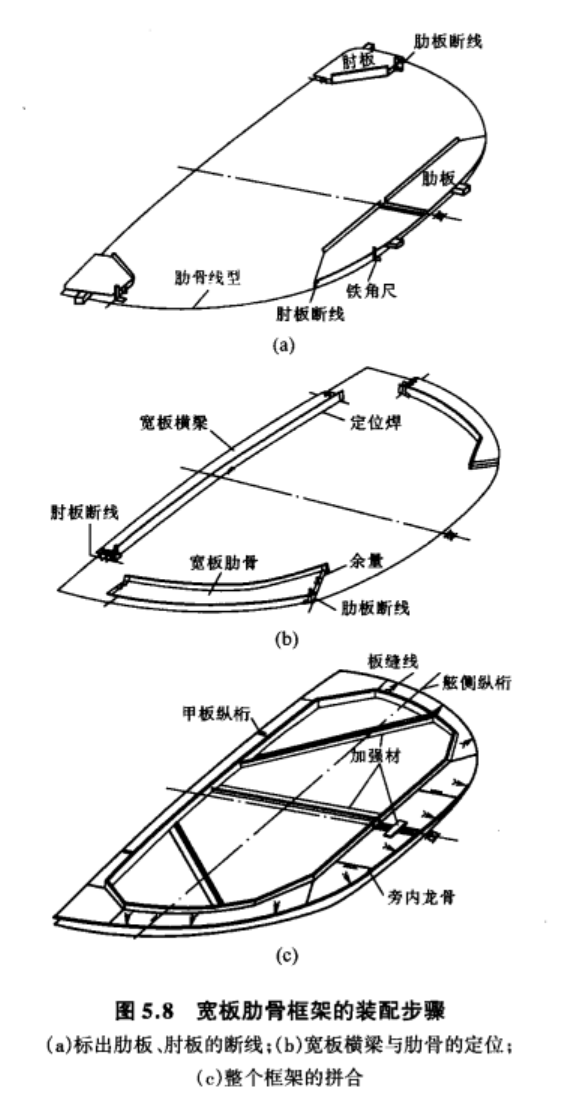 肘板
肋板断线
肋板
铁角尺
肋骨线型
肘板断线
(a)
宽板横梁
定位焊
肘板断线
宽板肋骨
余量
肋板断线
(b)
板缝线
舷侧纵桁
甲板纵桁
加强材
旁内龙骨
(c)
图 5.8 宽板肋骨框架的装配步骤
(a)标出肋板、肘板的断线;(b)宽板横梁与肋骨的定位;
(c)整个框架的拼合